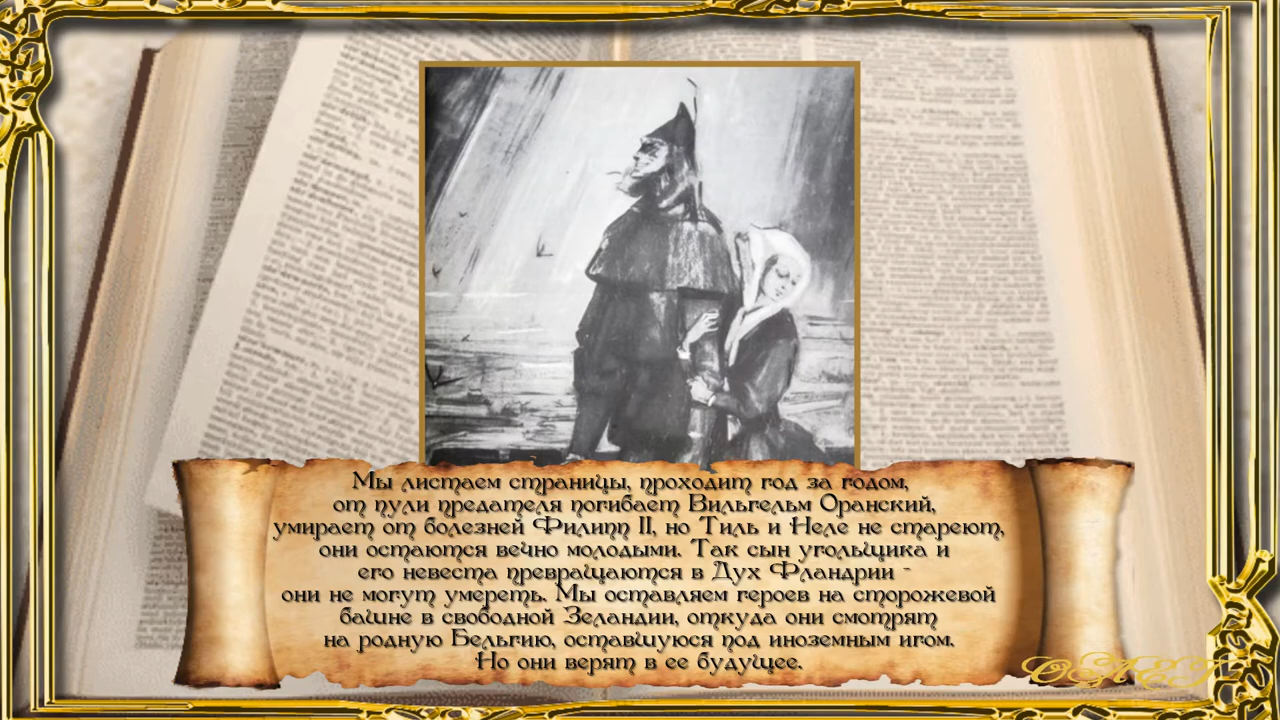 Мы листаем страницы, проходит год за годом,
от пули предателя погибает Вильгельм Оранский,
умирает от болезней Филипп II, но Тиль и Неле не стареют,
они остаются вечно молодыми. Так сын угольщика и
его невеста превращаются в Дух Фландрии -
они не могут умереть. Мы оставляем героев на сторожевой
башне в свободной Зеландии, откуда они смотрят
на родную Бельгию, оставшуюся под иноземным игом.
Но они верят в ее будущее.